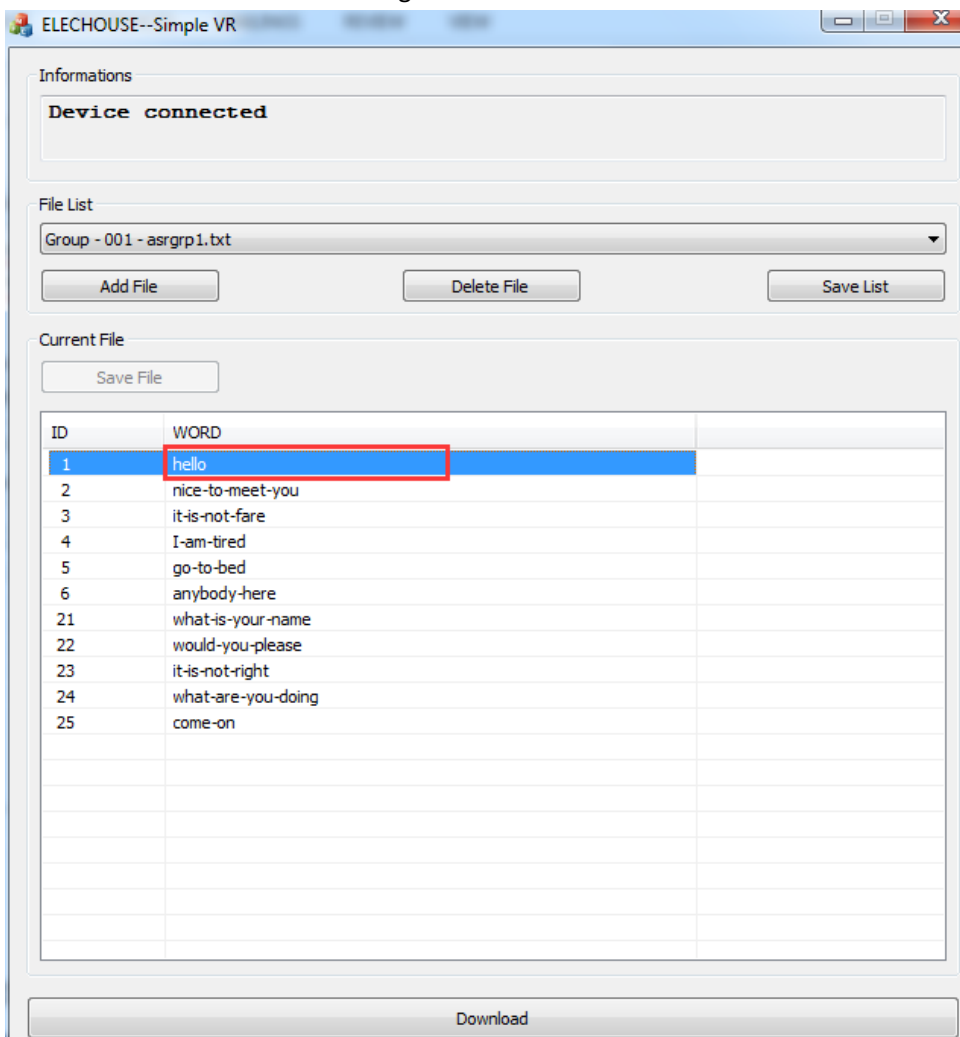 ELECHOUSE--Simple VR
Informations
Device connected
File List
Group - 001 - asrgrp1.txt
Add File Delete File Save List
Current File
Save File
ID WORD
1 hello
2 nice-to-meet-you
3 it-is-not-fare
4 I-am-tired
5 go-to-bed
6 anybody-here
21 what-is-your-name
22 would-you-please
23 it-is-not-right
24 what-are-you-doing
25 come-on
Download